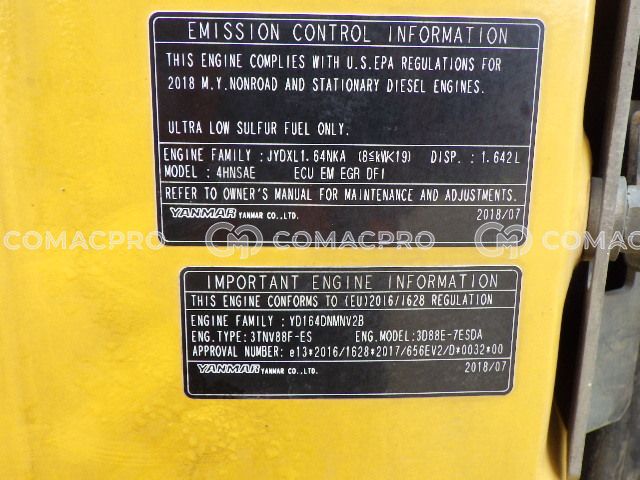 EMISSION CONTROL INFORMATION
THIS ENGINE COMPLIES WITH U.S.EPA REGULATIONS FOR
2018 M.Y.NONROAD AND STATIONARY DIESEL ENGINES.
ULTRA LOW SULFUR FUEL ONLY.
ENGINE FAMILY : JYDXL1.64NKA (8≦kW<19) DISP. : 1.642L
MODEL : 4HNSAE ECU EM EGR DFI
REFER TO OWNER'S MANUAL FOR MAINTENANCE AND ADJUSTMENTS.
YANMAR YANMAR CO.,LTD. 2018/07
COMACPRO COMACPRO COMACPRO
IMPORTANT ENGINE INFORMATION
THIS ENGINE CONFORMS TO (EU)2016/1628 REGULATION
ENGINE FAMILY : YD164DNMNV2B
ENG.TYPE: 3TNV88F-ES ENG.MODEL: 3D88E-7ESDA
APPROVAL NUMBER: e13*2016/1628*2017/656EV2/D*0032*00
YANMAR YANMAR CO.,LTD. 2018/07